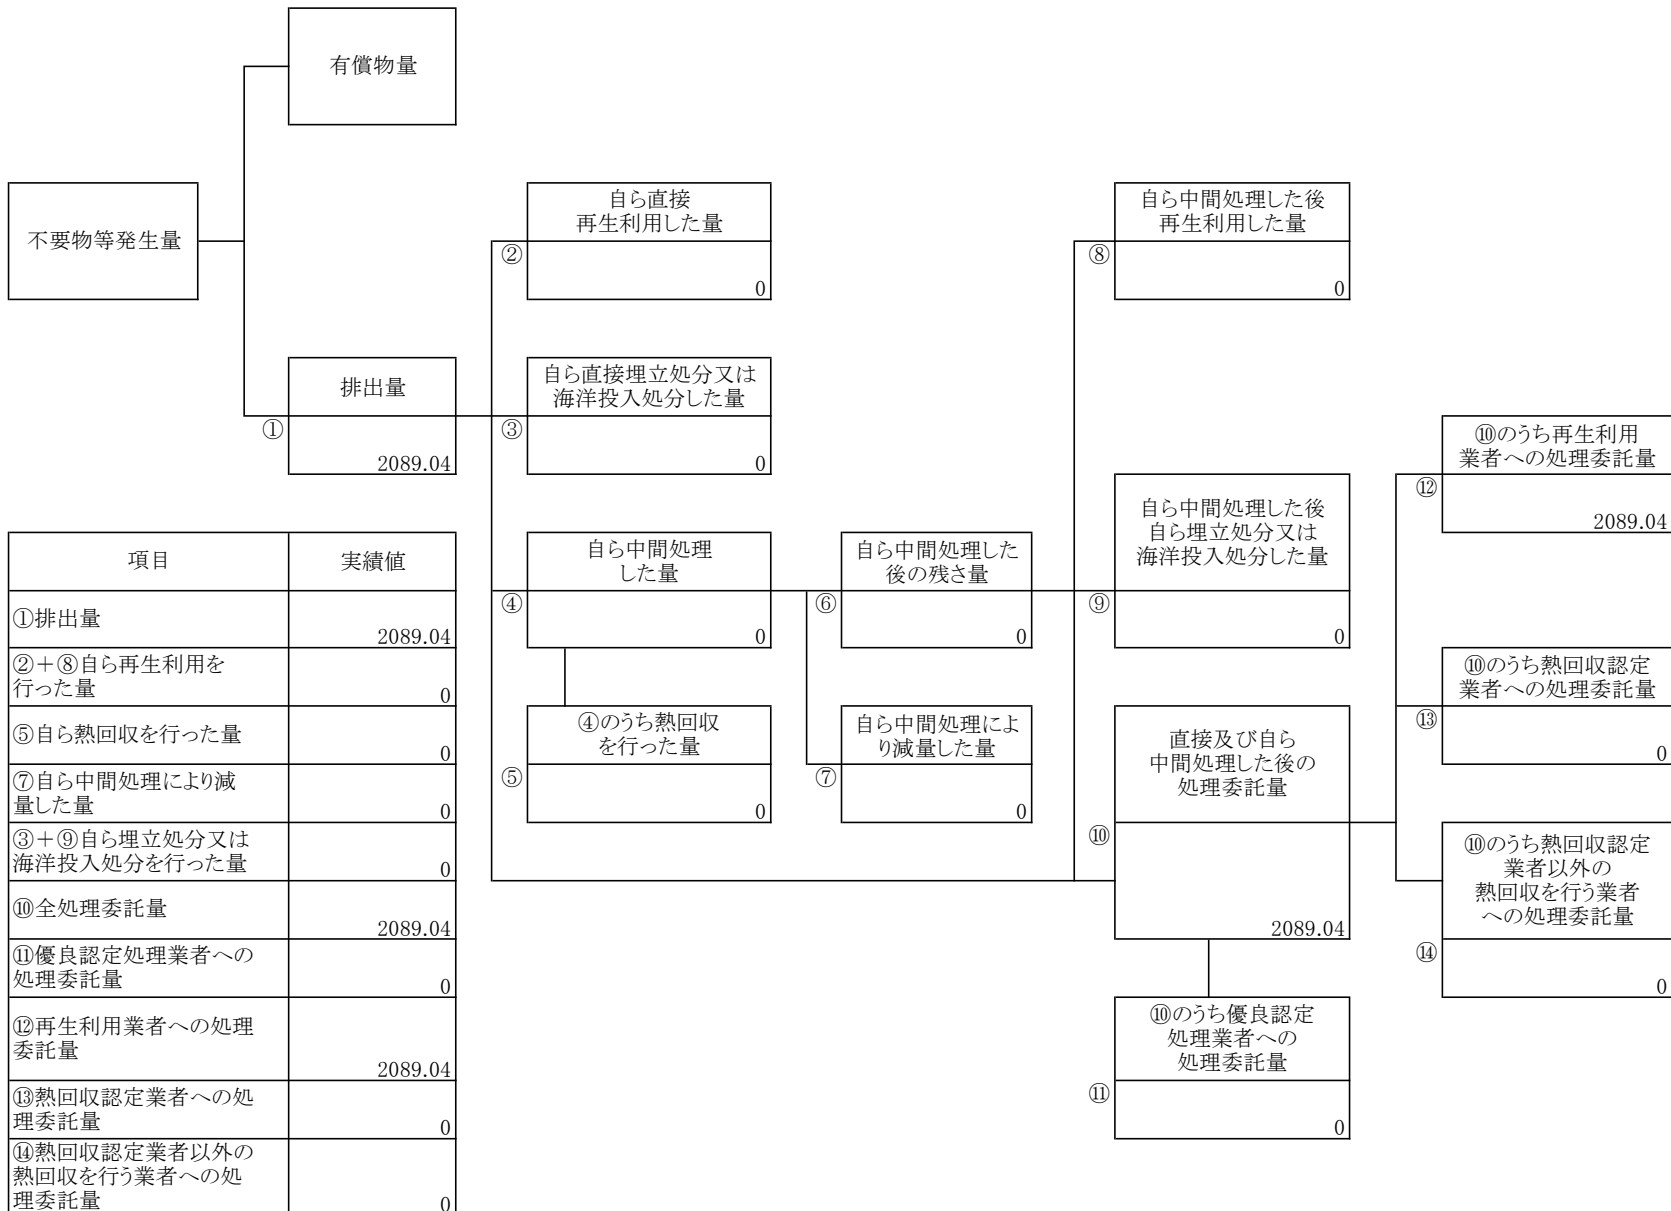 有償物量
不要物等発生量
自ら直接
再生利用した量
②
0
自ら中間処理した後
再生利用した量
⑧
0
排出量
①
2089.04
自ら直接埋立処分又は
海洋投入処分した量
③
0
⑩のうち再生利用
業者への処理委託量
⑫
2089.04
自ら中間処理
した量
④
0
自ら中間処理した
後の残さ量
⑥
0
自ら中間処理した後
自ら埋立処分又は
海洋投入処分した量
⑨
0
⑩のうち熱回収認定
業者への処理委託量
⑬
0
④のうち熱回収
を行った量
⑤
0
自ら中間処理によ
り減量した量
⑦
0
直接及び自ら
中間処理した後の
処理委託量
⑩
2089.04
⑩のうち熱回収認定
業者以外の
熱回収を行う業者
への処理委託量
⑭
0
⑩のうち優良認定
処理業者への
処理委託量
⑪
0
項目 実績値
①排出量
2089.04
②+⑧自ら再生利用を
行った量
0
⑤自ら熱回収を行った量
0
⑦自ら中間処理により減
量した量
0
③+⑨自ら埋立処分又は
海洋投入処分を行った量
0
⑩全処理委託量
2089.04
⑪優良認定処理業者への
処理委託量
0
⑫再生利用業者への処理
委託量
2089.04
⑬熱回収認定業者への処
理委託量
0
⑭熱回収認定業者以外の
熱回収を行う業者への処
理委託量
0